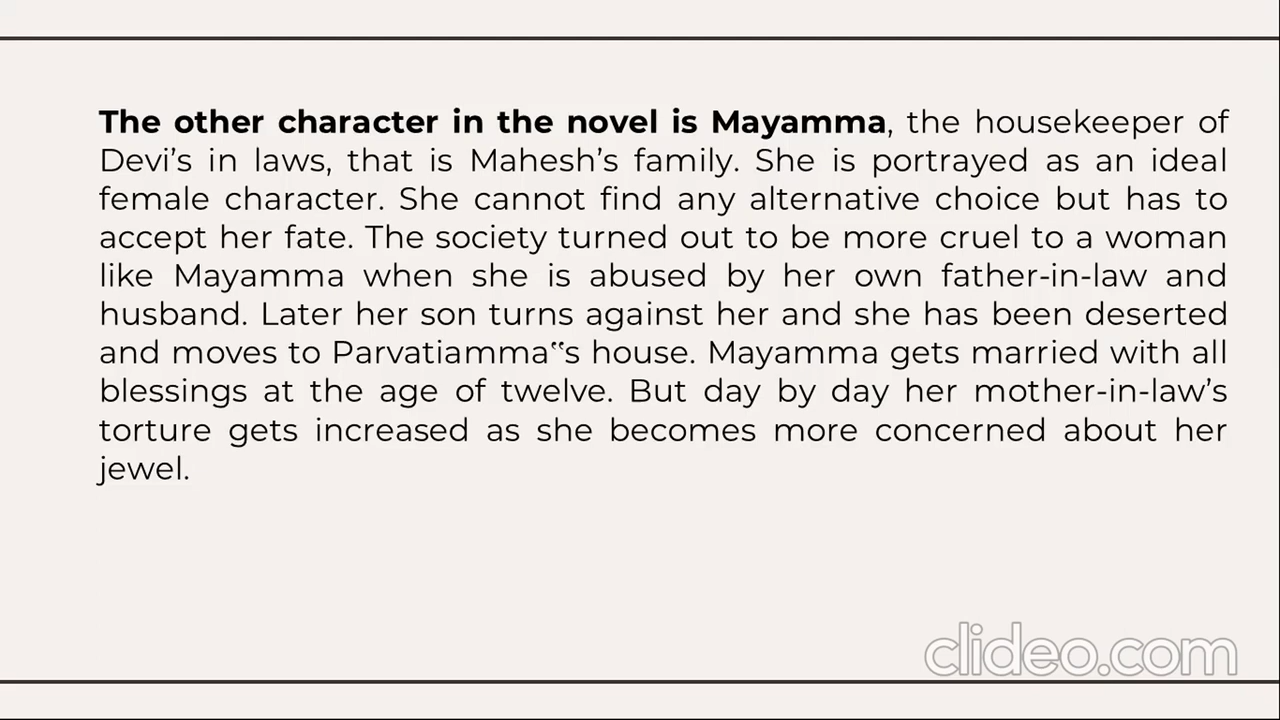 The other character in the novel is Mayamma, the housekeeper of
Devi’s in laws, that is Mahesh’s family. She is portrayed as an ideal
female character. She cannot find any alternative choice but has to
accept her fate. The society turned out to be more cruel to a woman
like Mayamma when she is abused by her own father-in-law and
husband. Later her son turns against her and she has been deserted
and moves to Parvatiamma‟s house. Mayamma gets married with all
blessings at the age of twelve. But day by day her mother-in-law’s
torture gets increased as she becomes more concerned about her
jewel.
clideo.com